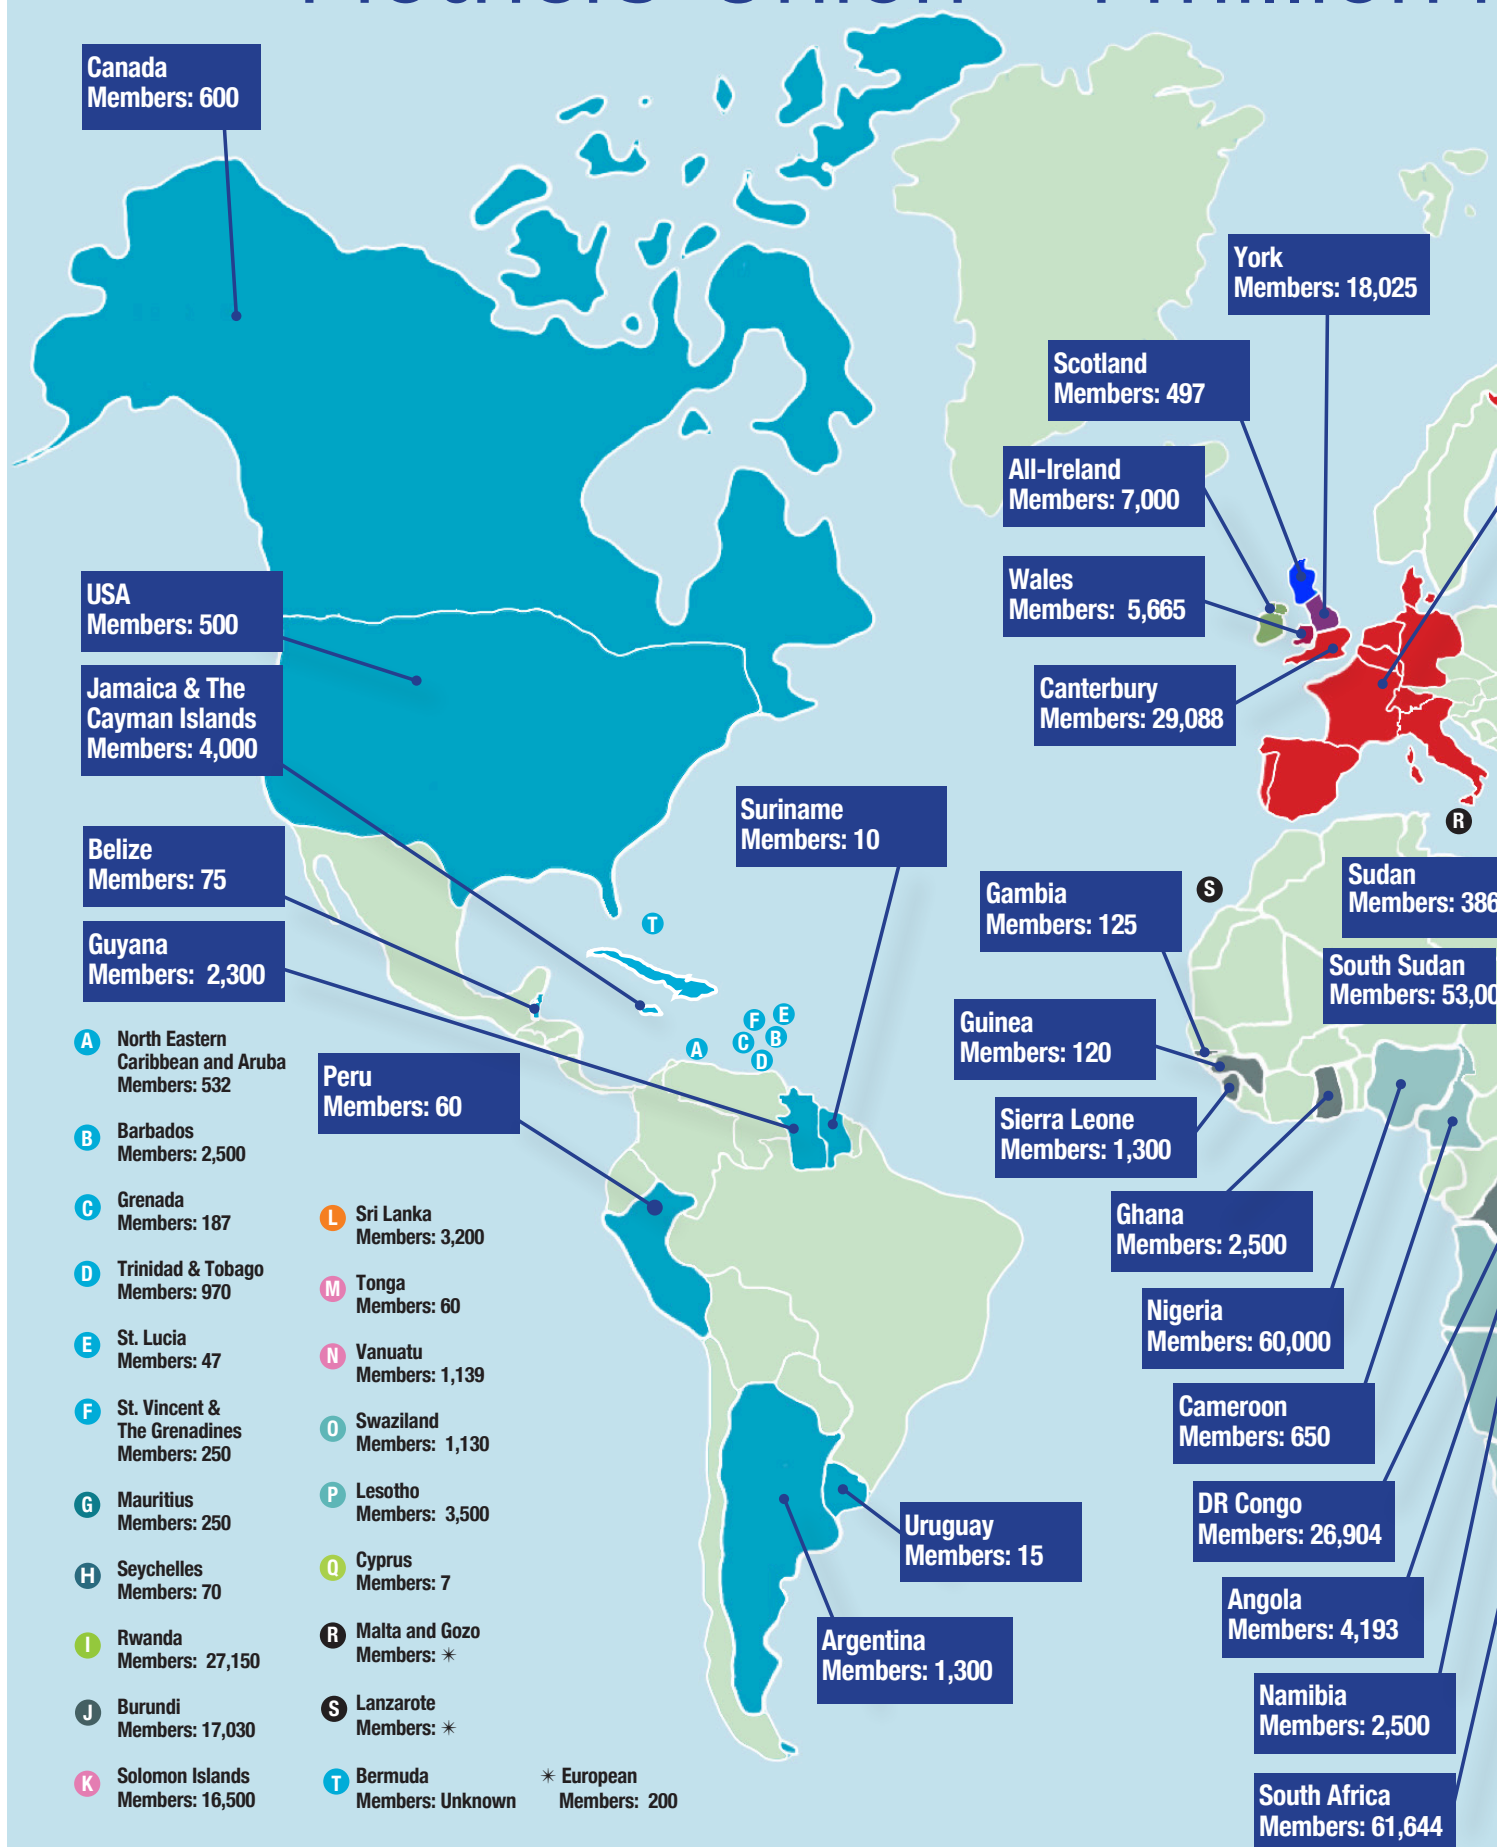 Canada
Members: 600
York
Members: 18,025
Scotland
Members: 497
All-Ireland
Members: 7,000
Wales
Members: 5,665
Canterbury
Members: 29,088
USA
Members: 500
Jamaica & The
Cayman Islands
Members: 4,000
Suriname
Members: 10
Belize
Members: 75
Guyana
Members: 2,300
Gambia
Members: 125
Sudan
Members: 386
South Sudan
Members: 53,00
Guinea
Members: 120
Sierra Leone
Members: 1,300
Peru
Members: 60
Ghana
Members: 2,500
Nigeria
Members: 60,000
Cameroon
Members: 650
DR Congo
Members: 26,904
Angola
Members: 4,193
Namibia
Members: 2,500
South Africa
Members: 61,644
Uruguay
Members: 15
Argentina
Members: 1,300
R
S
T
F
E
C
B
A
D
A North Eastern
Caribbean and Aruba
Members: 532
B Barbados
Members: 2,500
C Grenada
Members: 187
D Trinidad & Tobago
Members: 970
E St. Lucia
Members: 47
F St. Vincent &
The Grenadines
Members: 250
G Mauritius
Members: 250
H Seychelles
Members: 70
I Rwanda
Members: 27,150
J Burundi
Members: 17,030
K Solomon Islands
Members: 16,500
L Sri Lanka
Members: 3,200
M Tonga
Members: 60
N Vanuatu
Members: 1,139
O Swaziland
Members: 1,130
P Lesotho
Members: 3,500
Q Cyprus
Members: 7
R Malta and Gozo
Members: ✴
S Lanzarote
Members: ✴
T Bermuda
Members: Unknown
✴ European
Members: 200